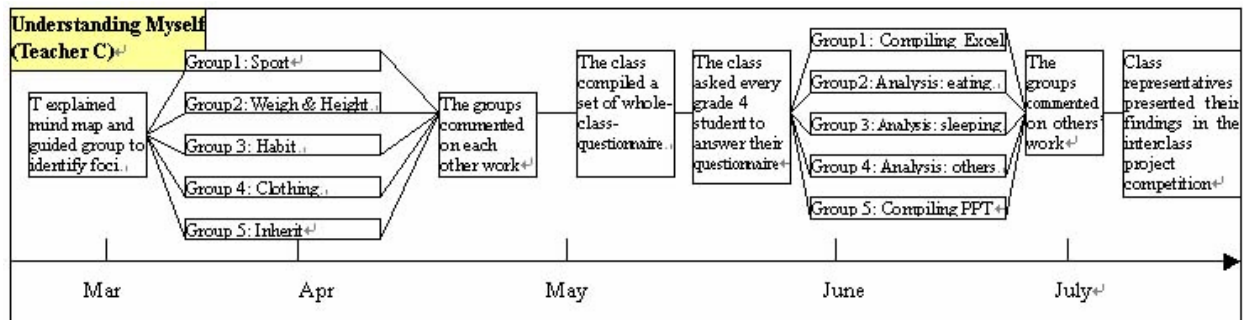 Understanding Myself
(Teacher C)
T explained
mind map and
guided group to
identify foci.
Group1: Sport
Group2: Weigh & Height
Group 3: Habit
Group 4: Clothing
Group 5: Inherit
The groups
commented
on each
other work
The class
compiled a
set of whole-
class-
questionnaire
The class
asked every
grade 4
student to
answer their
questionnaire
Group1: Compiling Excel
Group2: Analysis: eating
Group 3: Analysis: sleeping
Group 4: Analysis: others
Group 5: Compiling PPT
The
groups
commented
on others'
work
Class
representatives
presented their
findings in the
interclass
project
competition
Mar
Apr
May
June
July